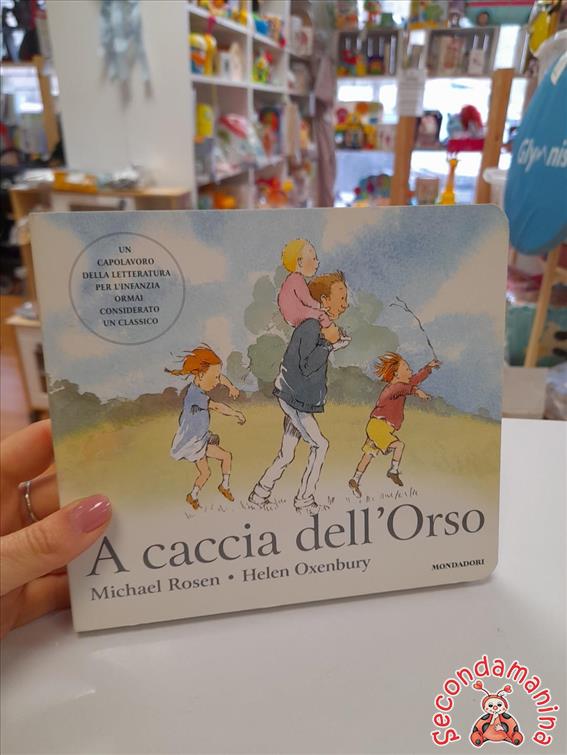 UN
CAPOLAVORO
DELLA LETTERATURA
PER L'INFANZIA
ORMAI
CONSIDERATO
UN CLASSICO
A caccia dell'Orso
Michael Rosen • Helen Oxenbury
MONDADORI
Secondamanina